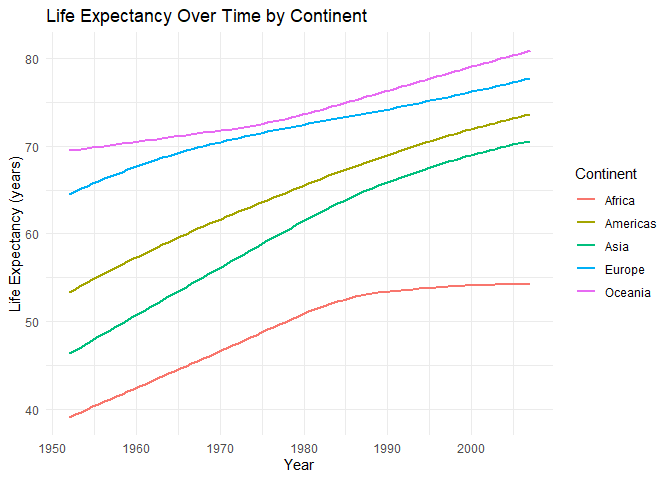 Life Expectancy Over Time by Continent
Life Expectancy (years)
80
70
60
50
40
1950
1960
1970
1980
1990
2000
Year
Continent
Africa
Americas
Asia
Europe
Oceania